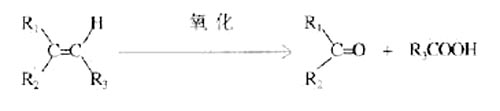 氧化
R₁ H R₁
C=C C=O + R₃COOH
R₂ R₃ R₂